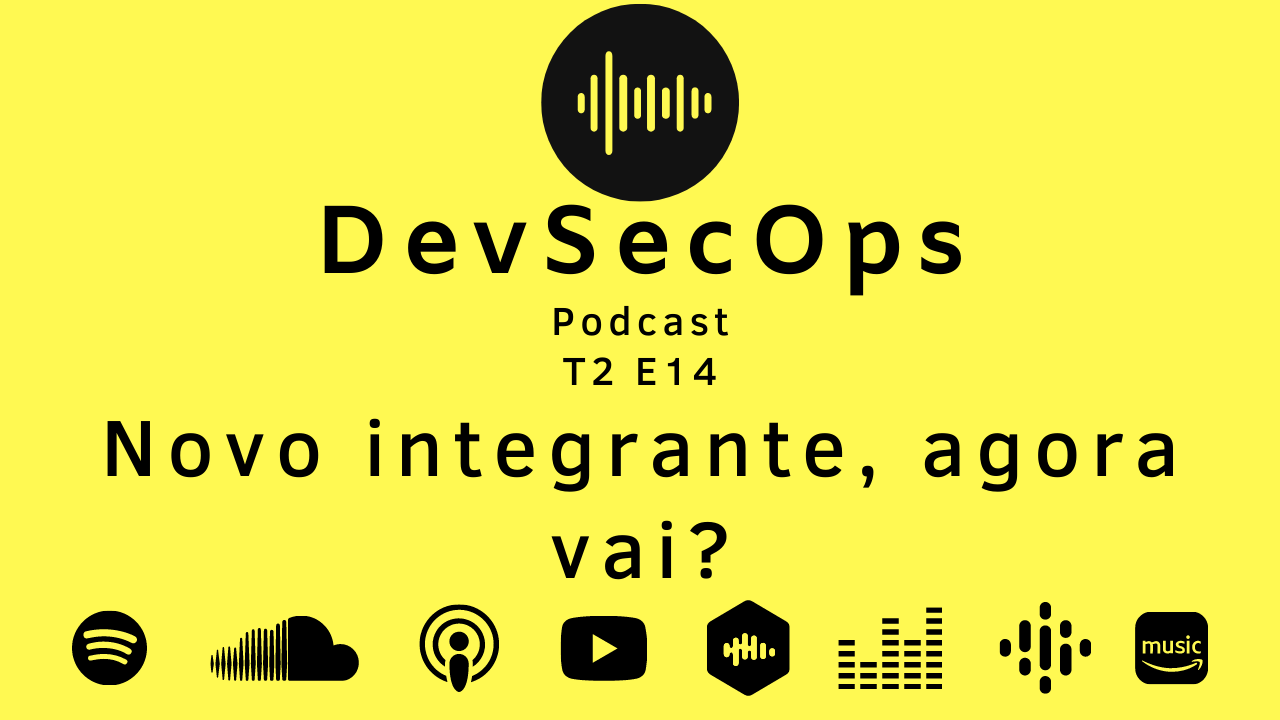 DevSecOps
Podcast
T2 E14
Novo integrante, agora
vai?
music